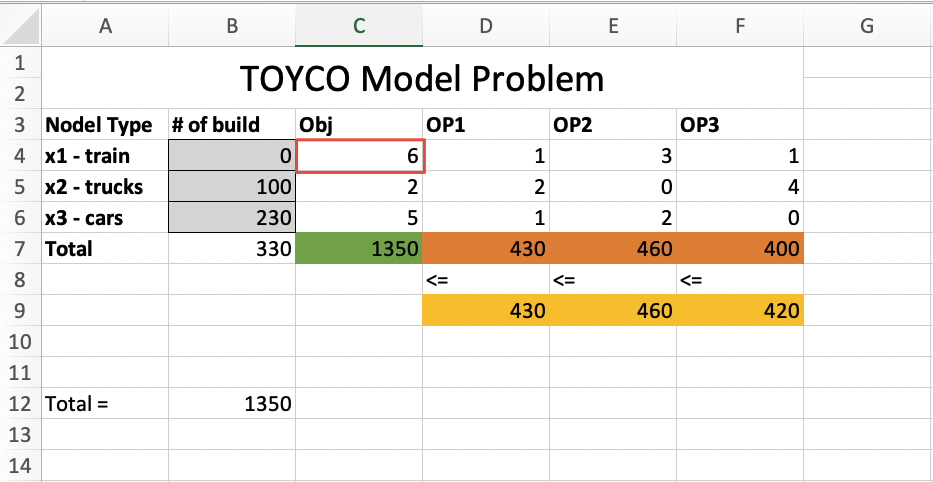 A B C D E F G
1
2 TOYCO Model Problem
3 Nodel Type # of build Obj OP1 OP2 OP3
4 x1 - train 0 6 1 3 1
5 x2 - trucks 100 2 2 0 4
6 x3 - cars 230 5 1 2 0
7 Total 330 1350 430 460 400
8 <= <= <=
9 430 460 420
10
11
12 Total = 1350
13
14